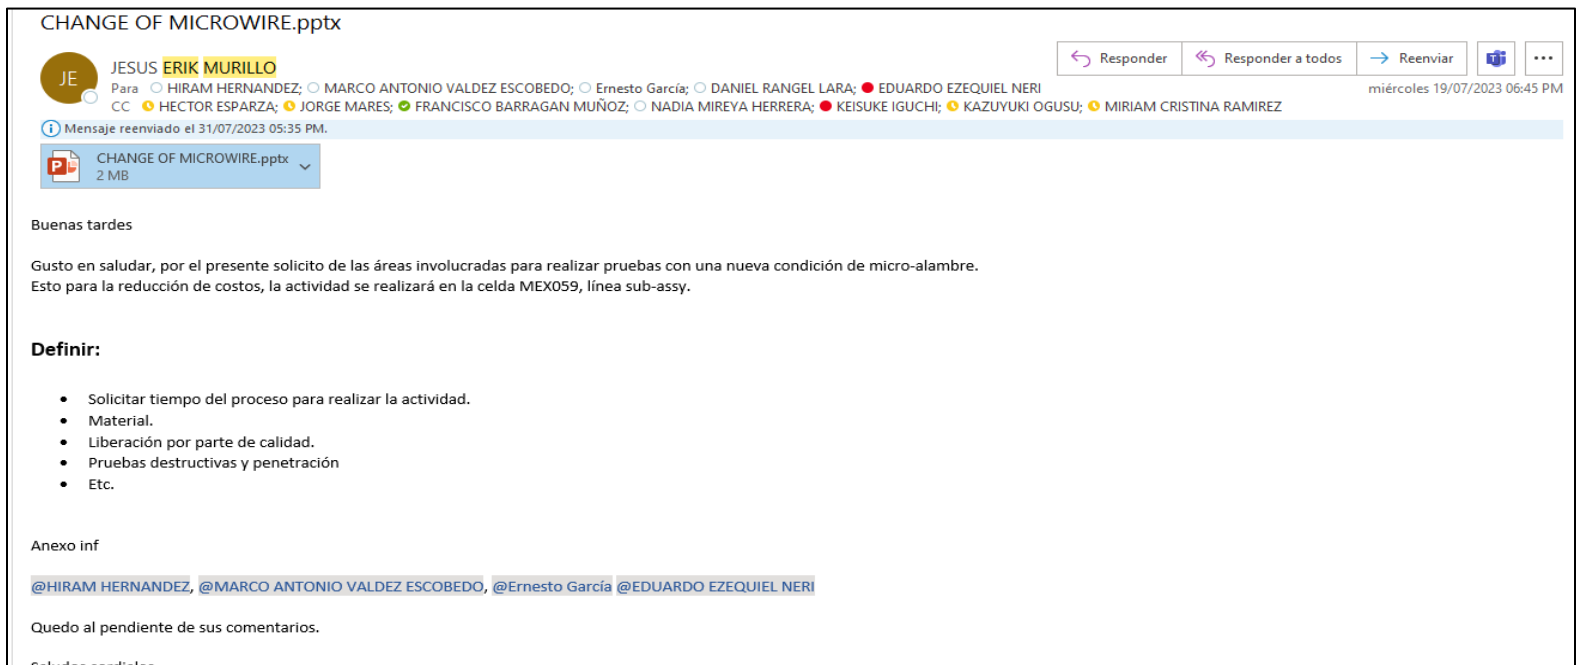 CHANGE OF MICROWIRE.pptx
JE
JESUS ERIK MURILLO
Responder
Responder a todos
Reenviar
Para HIRAM HERNANDEZ; MARCO ANTONIO VALDEZ ESCOBEDO; Ernesto García; DANIEL RANGEL LARA; EDUARDO EZEQUIEL NERI
miércoles 19/07/2023 06:45 PM
CC HECTOR ESPARZA; JORGE MARES; FRANCISCO BARRAGAN MUÑOZ; NADIA MIREYA HERRERA; KEISUKE IGUCHI; KAZUYUKI OGUSU; MIRIAM CRISTINA RAMIREZ
Mensaje reenviado el 31/07/2023 05:35 PM.
CHANGE OF MICROWIRE.pptx
2 MB
Buenas tardes
Gusto en saludar, por el presente solicito de las áreas involucradas para realizar pruebas con una nueva condición de micro-alambre.
Esto para la reducción de costos, la actividad se realizará en la celda MEX059, línea sub-assy.
Definir:
• Solicitar tiempo del proceso para realizar la actividad.
• Material.
• Liberación por parte de calidad.
• Pruebas destructivas y penetración
• Etc.
Anexo inf
@HIRAM HERNANDEZ, @MARCO ANTONIO VALDEZ ESCOBEDO, @Ernesto García @EDUARDO EZEQUIEL NERI
Quedo al pendiente de sus comentarios.